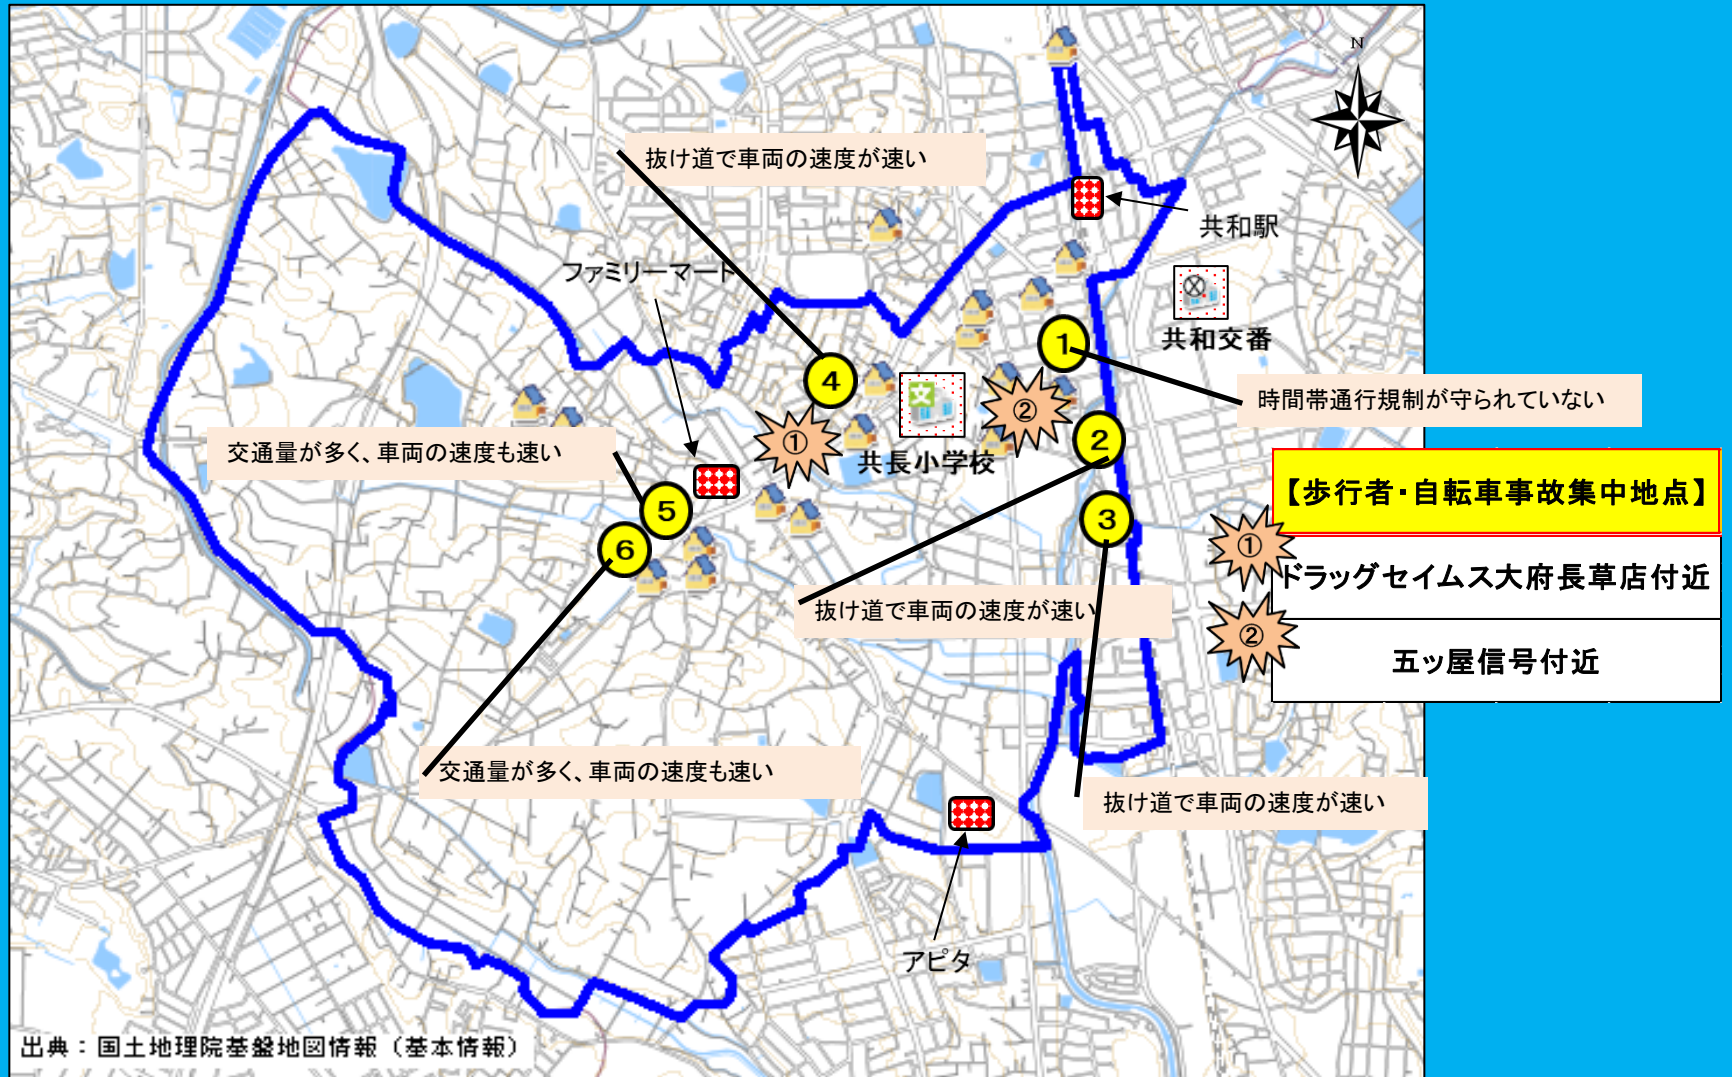 N
抜け道で車両の速度が速い
共和駅
ファミリーマート
共和交番
1
4
時間帯通行規制が守られていない
文
②
①
2
交通量が多く、車両の速度も速い
共長小学校
【歩行者・自転車事故集中地点】
5
3
6
①
ドラッグセイムス大府長草店付近
抜け道で車両の速度が速い
②
五ッ屋信号付近
交通量が多く、車両の速度も速い
抜け道で車両の速度が速い
アピタ
出典：国土地理院基盤地図情報（基本情報）